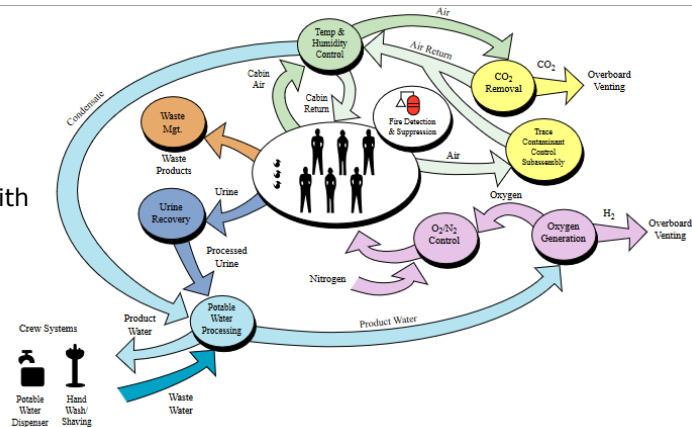 Temp &
Humidity
Control
Air
Air Return
CO2
Removal
CO2
Overboard
Venting
Cabin
Air
Cabin
Return
Condensate
Waste
Mgt.
Waste
Products
Fire Detection
& Suppression
Trace
Contaminant
Control
Subassembly
Air
ith
Urine
Urine
Recovery
Oxygen
O2/N2
Control
Oxygen
Generation
H2
Overboard
Venting
Processed
Urine
Nitrogen
Potable
Water
Processing
Product
Water
Product Water
Crew Systems
Potable
Water
Dispenser
Hand
Wash/
Shaving
Waste
Water